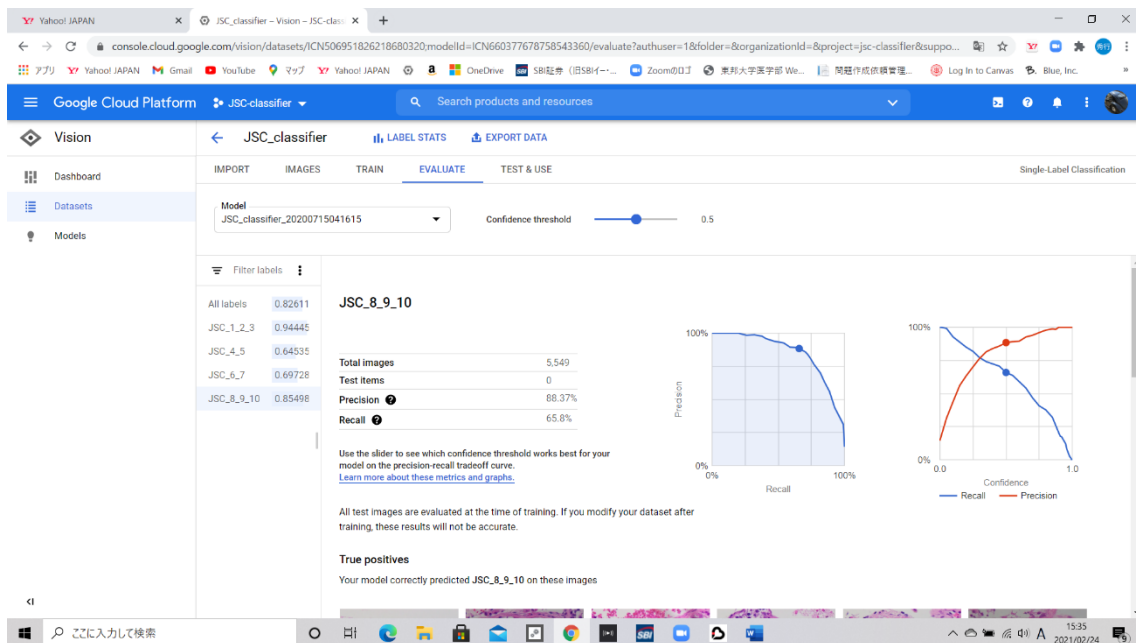 Yahoo! JAPAN
JSC_classifier – Vision – JSC-class
console.cloud.google.com/vision/datasets/ICN506951826218680320;modelId=ICN660377678758543360/evaluate?authuser=1&folder=&organizationId=&project=jsc-classifier&suppo...
アプリ Yahoo! JAPAN Gmail YouTube マップ Yahoo! JAPAN OneDrive SBI証券（旧SBIイー･... Zoomのロゴ 東邦大学医学部 We... 問題作成依頼管理... Log In to Canvas Blue, Inc. »
Google Cloud Platform JSC-classifier Search products and resources
Vision JSC_classifier LABEL STATS EXPORT DATA
Dashboard
Datasets
Models
IMPORT IMAGES TRAIN EVALUATE TEST & USE Single-Label Classification
Model
JSC_classifier_20200715041615
Confidence threshold 0.5
Filter labels
All labels 0.82611
JSC_1_2_3 0.94445
JSC_4_5 0.64535
JSC_6_7 0.69728
JSC_8_9_10 0.85498
JSC_8_9_10
Total images 5,549
Test items 0
Precision 88.37%
Recall 65.8%
Use the slider to see which confidence threshold works best for your
model on the precision-recall tradeoff curve.
Learn more about these metrics and graphs.
100%
Precision
0%
0% 100%
Recall
100%
0%
0.0 1.0
Confidence
Recall Precision
All test images are evaluated at the time of training. If you modify your dataset after
training, these results will not be accurate.
True positives
Your model correctly predicted JSC_8_9_10 on these images
ここに入力して検索
SBI
A
15:35
2021/02/24